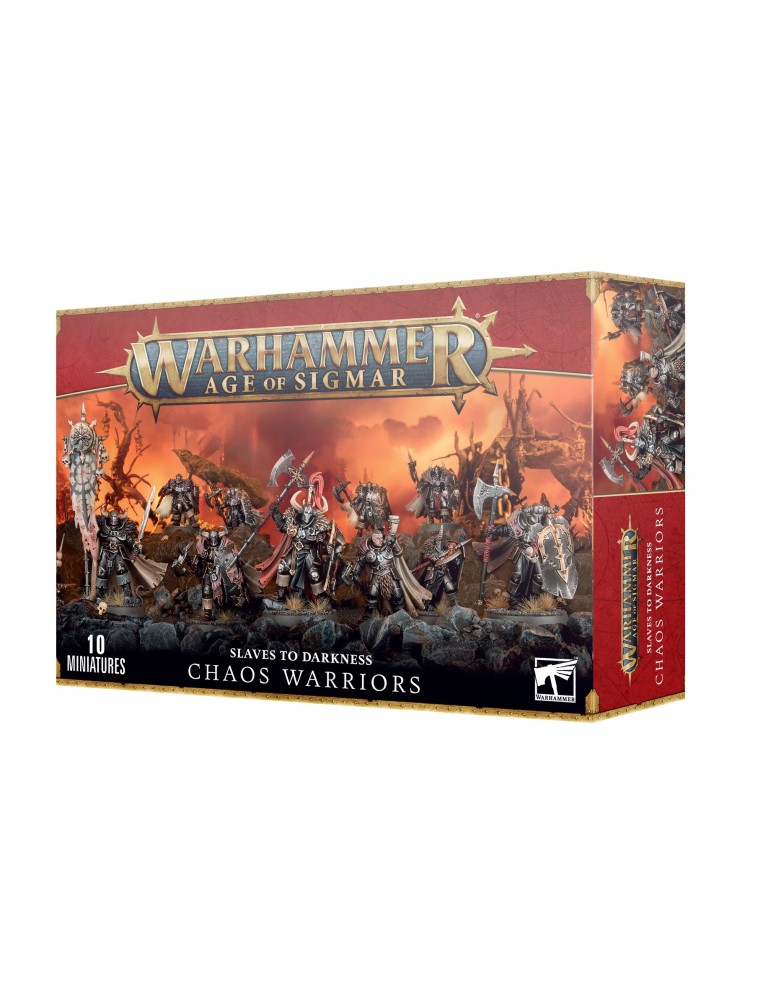 WARHAMMER
AGE OF SIGMAR
10
MINIATURES
SLAVES TO DARKNESS
CHAOS WARRIORS
WARHAMMER
WARHAMMER
AGE OF SIGMAR
SLAVES TO DARKNESS
CHAOS WARRIORS